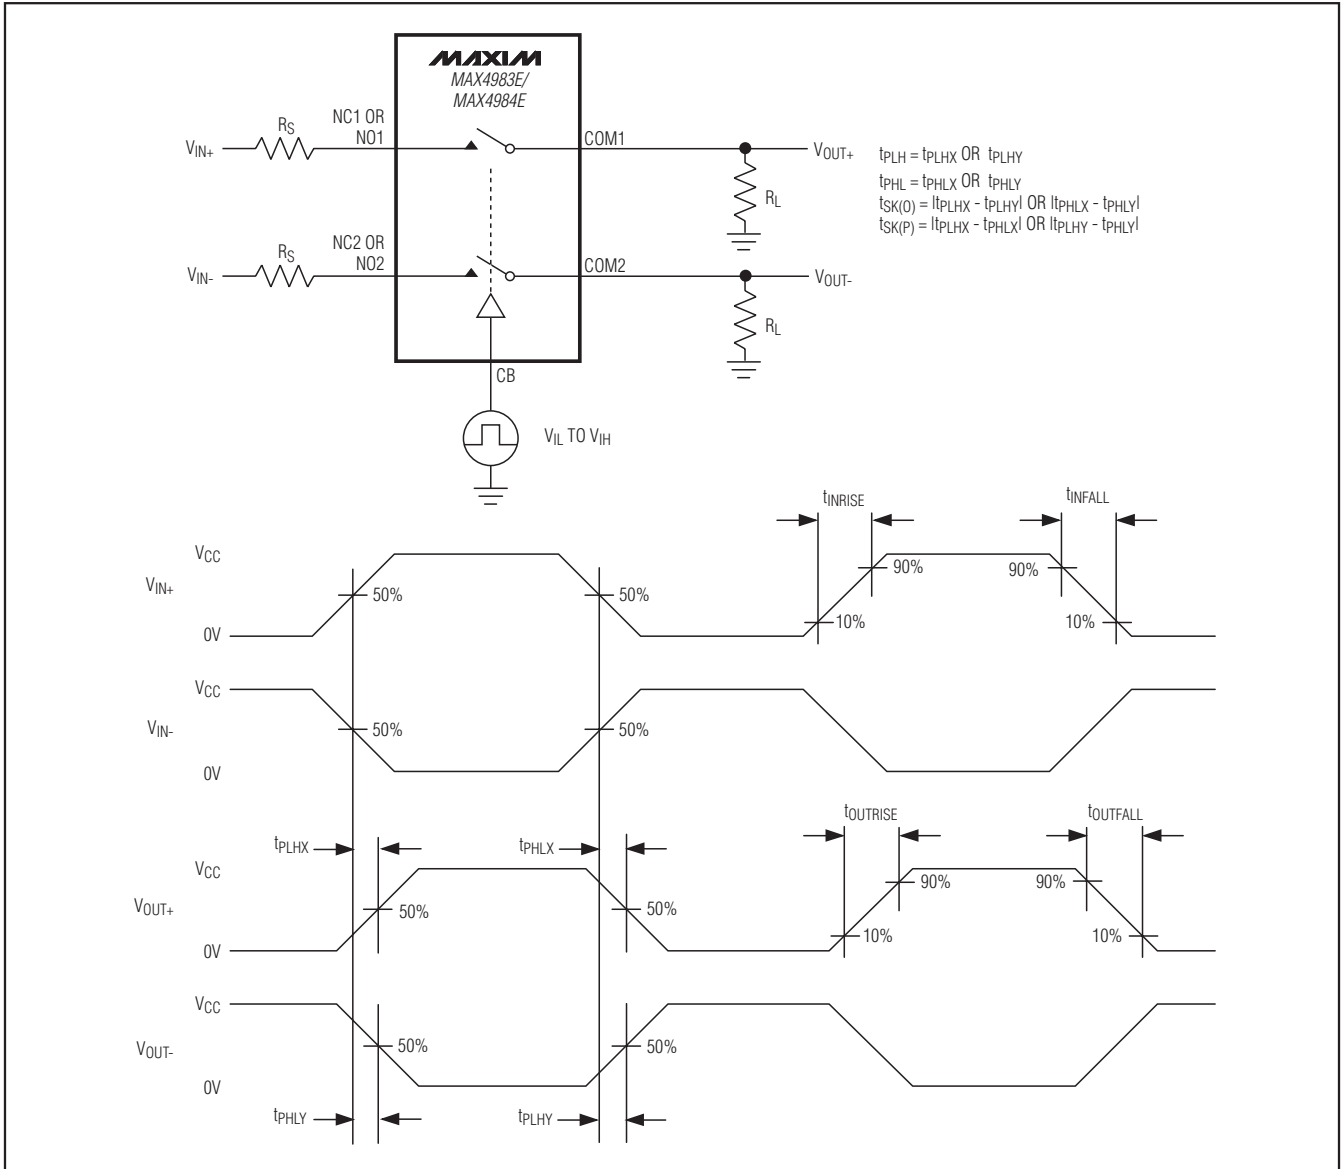 MAXIM
MAX4983E/
MAX4984E
NC1 OR
NO1
RS
VIN+
COM1
VOUT+
RL
tPLH = tPLHX OR tPLHY
tPHL = tPHLX OR tPHLY
tSK(O) = |tPLHX - tPLHY| OR |tPHLX - tPHLY|
tSK(P) = |tPLHX - tPHLX| OR |tPLHY - tPHLY|
NC2 OR
NO2
RS
VIN-
COM2
VOUT-
RL
CB
VIL TO VIH
tINRISE
tINFALL
VCC
VIN+
0V
50%
50%
90%
10%
90%
10%
VCC
VIN-
0V
50%
50%
tOUTRISE
tOUTFALL
tPLHX
tPHLX
VCC
VOUT+
0V
50%
50%
90%
10%
90%
10%
VCC
VOUT-
0V
50%
50%
tPHLY
tPLHY